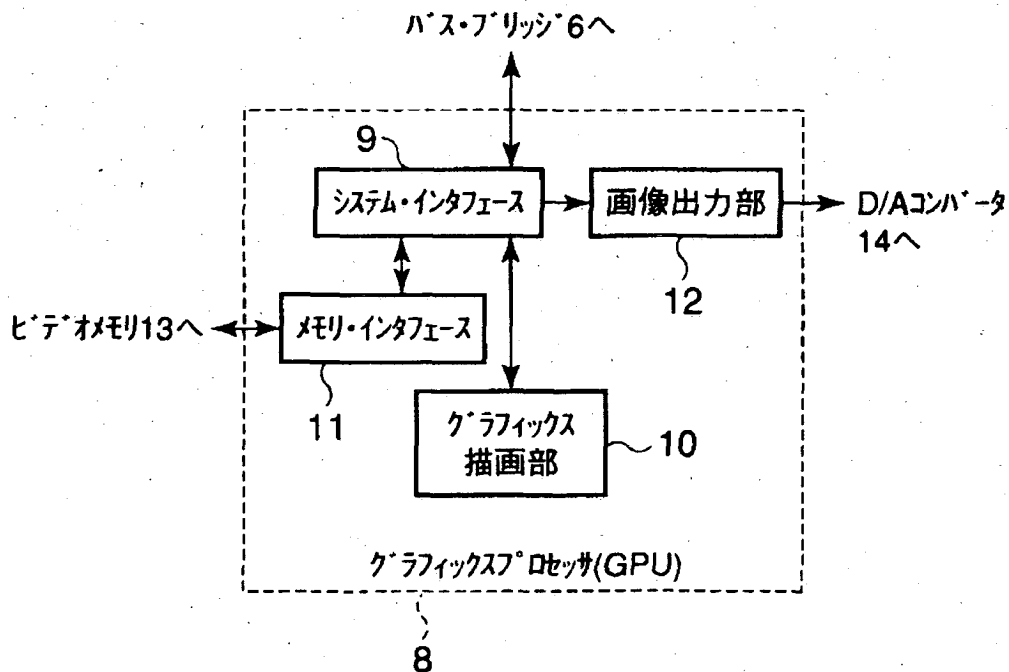 バス・ブリッジ6へ
9
システム・インタフェース
画像出力部
D/Aコンバータ
14へ
12
ビデオメモリ13へ
メモリ・インタフェース
11
グラフィックス
描画部
10
グラフィックスプロセッサ(GPU)
8